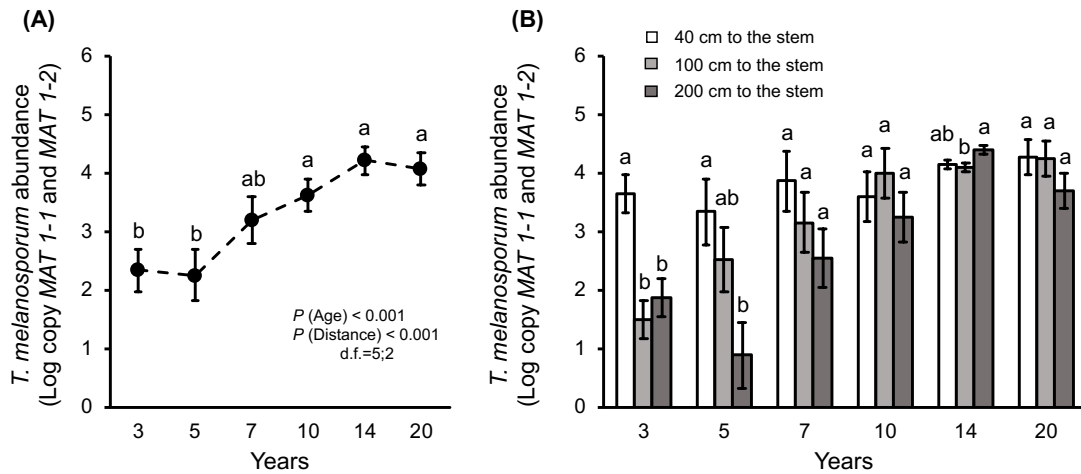 (A)
T. melanosporum abundance
(Log copy MAT 1-1 and MAT 1-2)
6
5
4
3
2
1
0
b
b
ab
a
a
a
P (Age) < 0.001
P (Distance) < 0.001
d.f.=5;2
3 5 7 10 14 20
Years
(B)
40 cm to the stem
100 cm to the stem
200 cm to the stem
T. melanosporum abundance
(Log copy MAT 1-1 and MAT 1-2)
6
5
4
3
2
1
0
a b b
a ab b
a a a
a a a
ab b a
a a a
3 5 7 10 14 20
Years